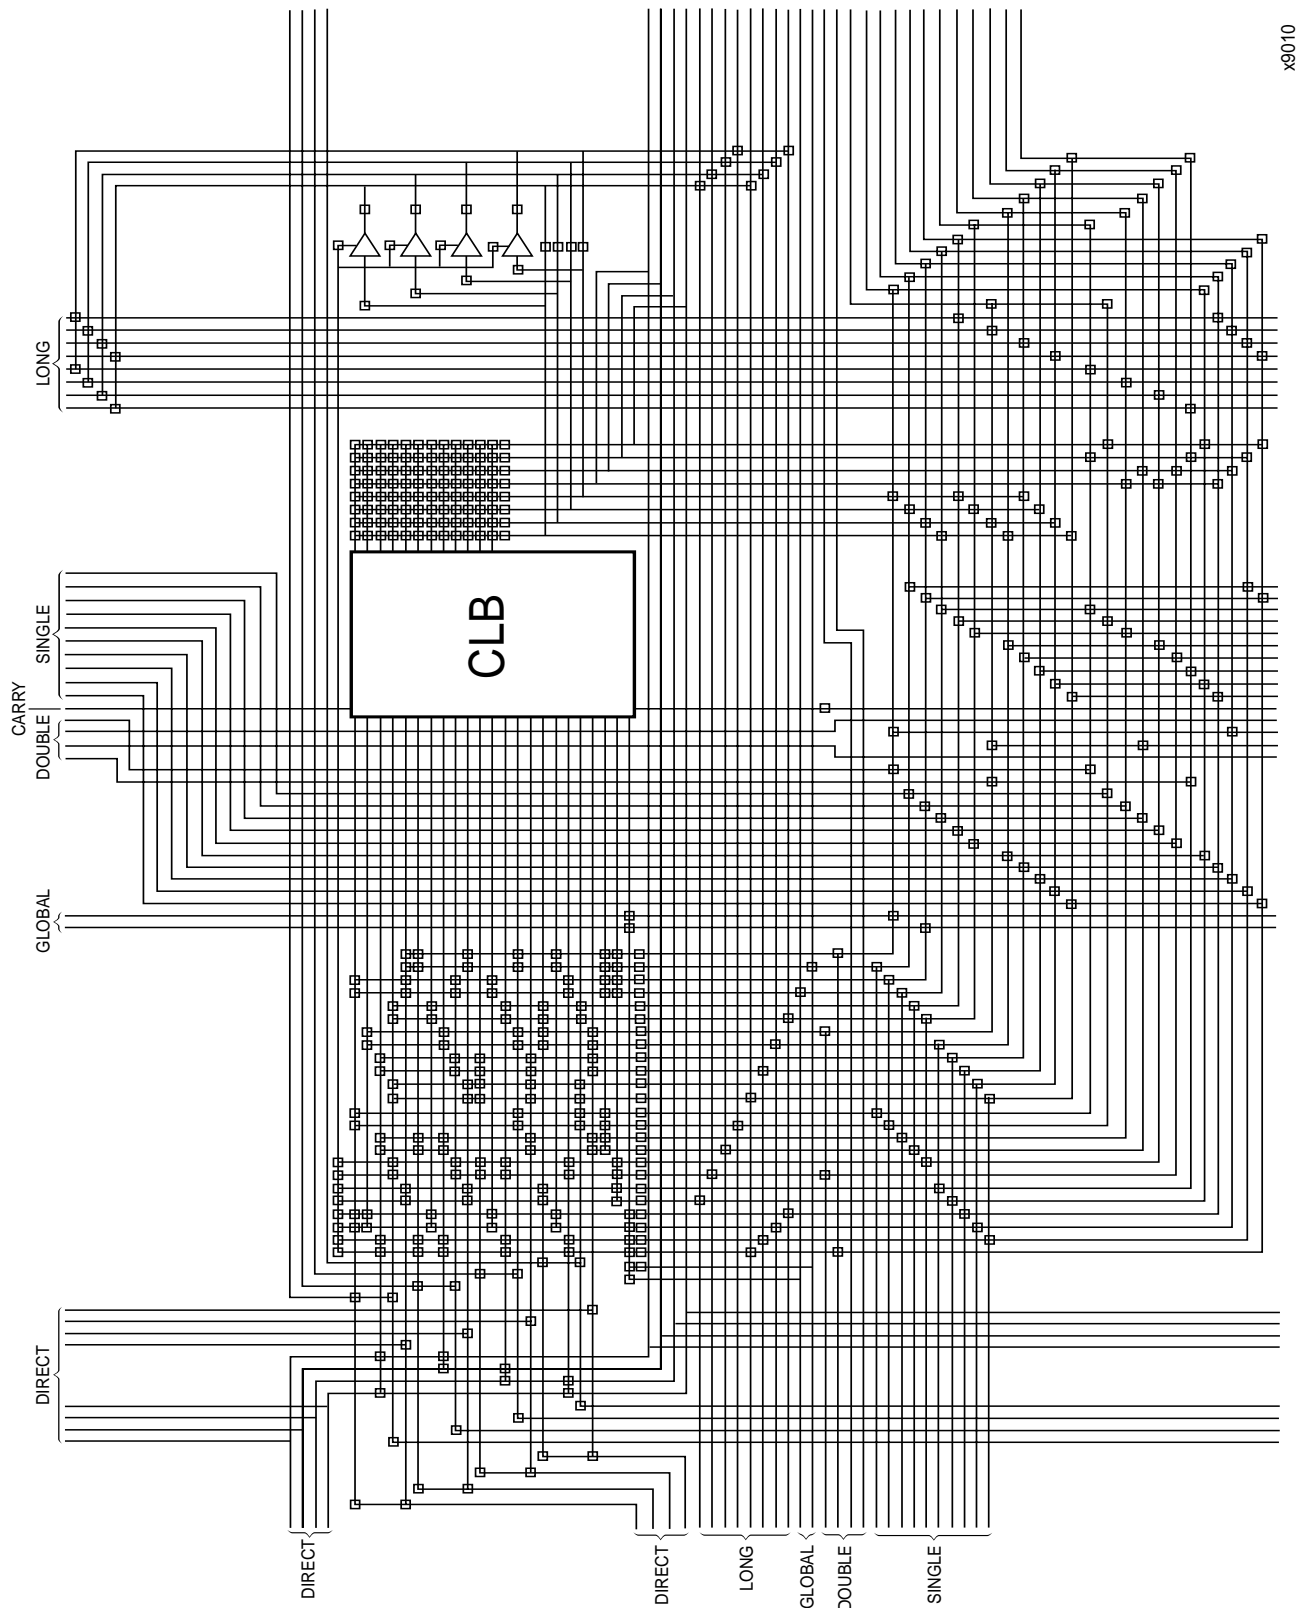 x9010
LONG
CLB
SINGLE
CARRY
DOUBLE
GLOBAL
DIRECT
DIRECT
DIRECT
LONG
GLOBAL
DOUBLE
SINGLE